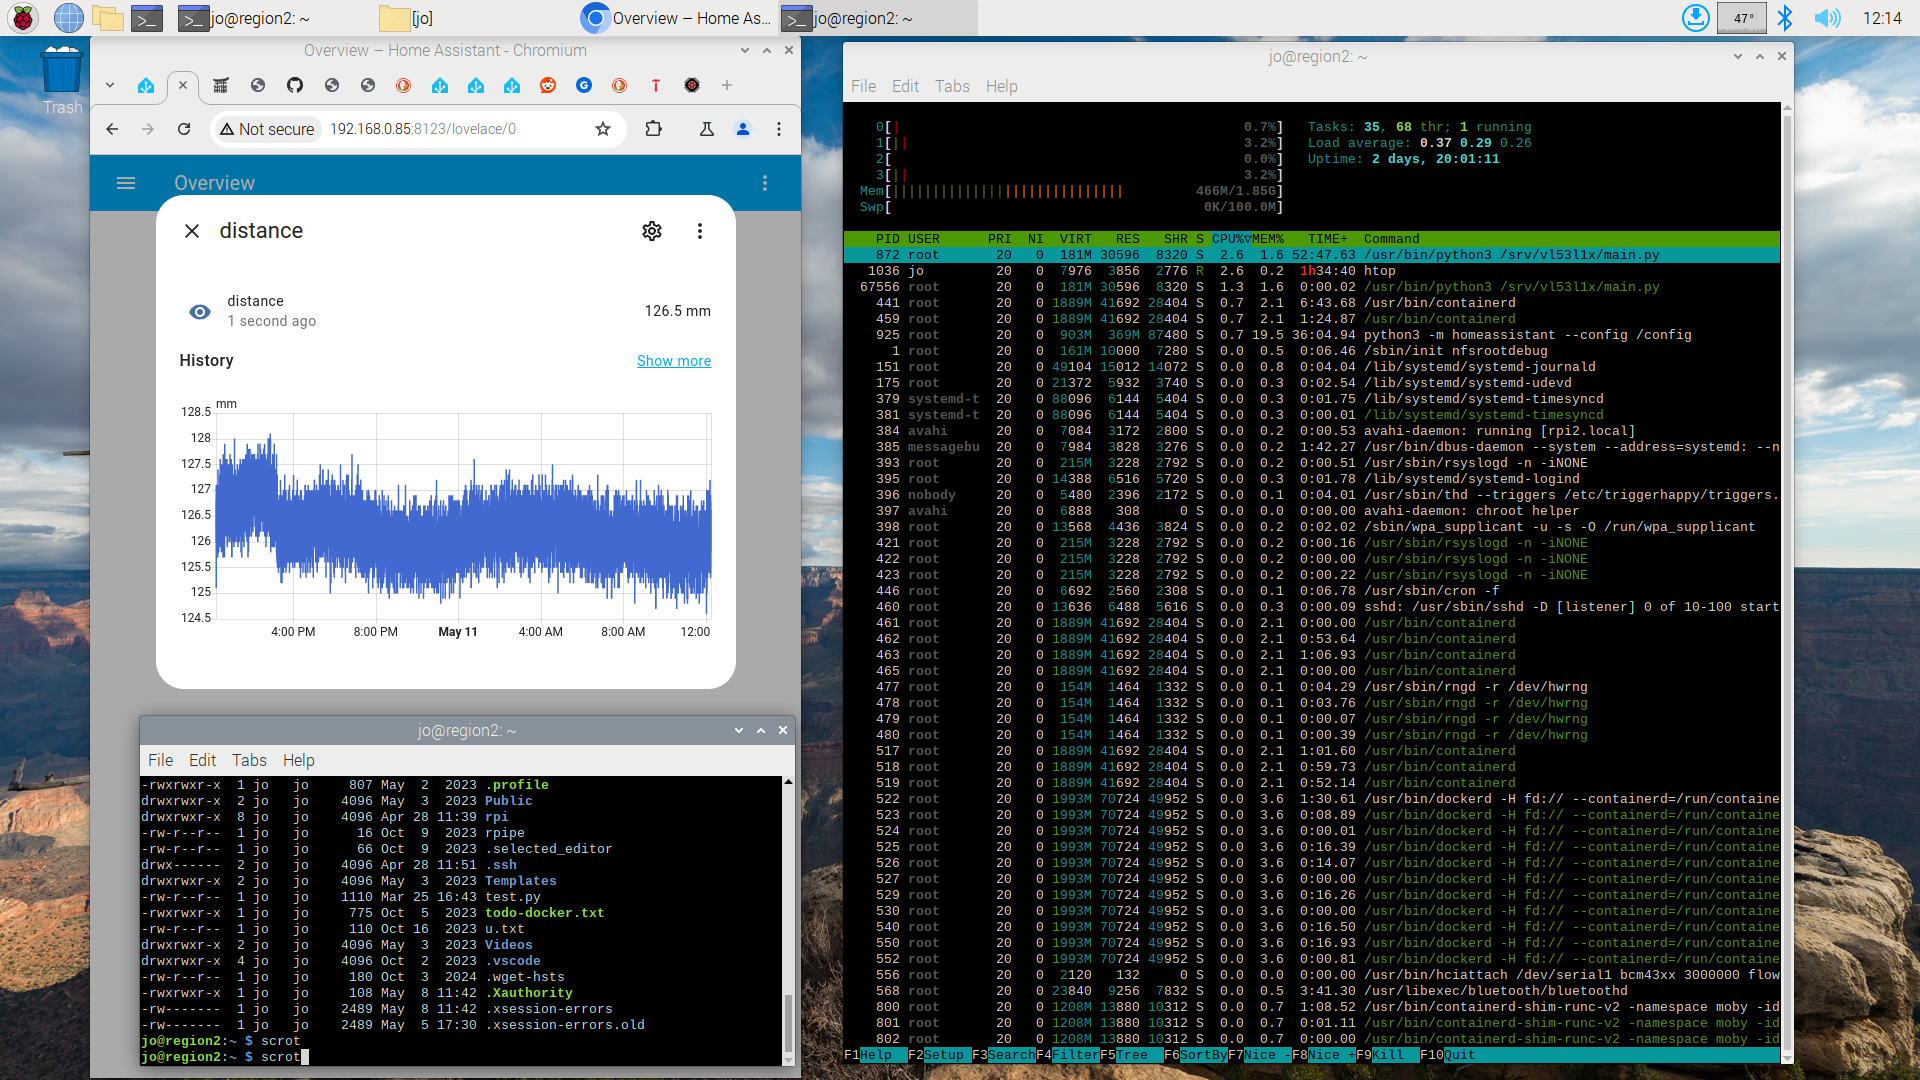 jo@region2: ~
[jo]
Overview – Home As...
jo@region2: ~
47°
12:14
Trash
Overview – Home Assistant - Chromium
Not secure
192.168.0.85:8123/lovelace/0
Overview
distance
distance
1 second ago
126.5 mm
History
Show more
mm
128.5
128
127.5
127
126.5
126
125.5
125
124.5
4:00 PM
8:00 PM
May 11
4:00 AM
8:00 AM
12:00
jo@region2: ~
File Edit Tabs Help
-rwxrwxr-x 1 jo jo 807 May 2 2023 .profile
drwxrwxr-x 2 jo jo 4096 May 3 2023 Public
drwxrwxr-x 8 jo jo 4096 Apr 28 11:39 rpi
-rw-r--r-- 1 jo jo 16 Oct 9 2023 rpipe
-rw-r--r-- 1 jo jo 66 Oct 9 2023 .selected_editor
drwx------ 2 jo jo 4096 Apr 28 11:51 .ssh
drwxrwxr-x 2 jo jo 4096 May 3 2023 Templates
-rw-r--r-- 1 jo jo 1110 Mar 25 16:43 test.py
-rwxrwxr-x 1 jo jo 775 Oct 5 2023 todo-docker.txt
-rw-r--r-- 1 jo jo 110 Oct 16 2023 u.txt
drwxrwxr-x 2 jo jo 4096 May 3 2023 Videos
drwxrwxr-x 4 jo jo 4096 Oct 2 2023 .vscode
-rw-r--r-- 1 jo jo 180 Oct 3 2024 .wget-hsts
-rwxrwxr-x 1 jo jo 108 May 8 11:42 .Xauthority
-rw------- 1 jo jo 2489 May 8 11:42 .xsession-errors
-rw------- 1 jo jo 2489 May 5 17:30 .xsession-errors.old
jo@region2:~ $ scrot
jo@region2:~ $ scrot
jo@region2: ~
File Edit Tabs Help
0[| 0.7%] Tasks: 35, 68 thr; 1 running
1[|| 3.2%] Load average: 0.37 0.29 0.26
2[ 0.0%] Uptime: 2 days, 20:01:11
3[|| 3.2%]
Mem[||||||||||||||||||||||||||||| 466M/1.85G]
Swp[ 0K/100.0M]
PID USER PRI NI VIRT RES SHR S CPU%▽MEM% TIME+ Command
872 root 20 0 181M 30596 8320 S 2.6 1.6 52:47.63 /usr/bin/python3 /srv/vl53l1x/main.py
1036 jo 20 0 7976 3856 2776 R 2.6 0.2 1h34:40 htop
67556 root 20 0 181M 30596 8320 S 1.3 1.6 0:00.02 /usr/bin/python3 /srv/vl53l1x/main.py
441 root 20 0 1889M 41692 28404 S 0.7 2.1 6:43.68 /usr/bin/containerd
459 root 20 0 1889M 41692 28404 S 0.7 2.1 1:24.87 /usr/bin/containerd
925 root 20 0 903M 369M 87480 S 0.7 19.5 36:04.94 python3 -m homeassistant --config /config
1 root 20 0 161M 10000 7280 S 0.0 0.5 0:06.46 /sbin/init nfsrootdebug
151 root 20 0 49104 15012 14072 S 0.0 0.8 0:04.04 /lib/systemd/systemd-journald
175 root 20 0 21372 5932 3740 S 0.0 0.3 0:02.54 /lib/systemd/systemd-udevd
379 systemd-t 20 0 88096 6144 5404 S 0.0 0.3 0:01.75 /lib/systemd/systemd-timesyncd
381 systemd-t 20 0 88096 6144 5404 S 0.0 0.3 0:00.01 /lib/systemd/systemd-timesyncd
384 avahi 20 0 7084 3172 2800 S 0.0 0.2 0:00.53 avahi-daemon: running [rpi2.local]
385 messagebu 20 0 7984 3828 3276 S 0.0 0.2 1:42.27 /usr/bin/dbus-daemon --system --address=systemd: --n
393 root 20 0 215M 3228 2792 S 0.0 0.2 0:00.51 /usr/sbin/rsyslogd -n -iNONE
395 root 20 0 14388 6516 5720 S 0.0 0.3 0:01.78 /lib/systemd/systemd-logind
396 nobody 20 0 5480 2396 2172 S 0.0 0.1 0:04.01 /usr/sbin/thd --triggers /etc/triggerhappy/triggers.
397 avahi 20 0 6888 308 0 S 0.0 0.0 0:00.00 avahi-daemon: chroot helper
398 root 20 0 13568 4436 3824 S 0.0 0.2 0:02.02 /sbin/wpa_supplicant -u -s -O /run/wpa_supplicant
421 root 20 0 215M 3228 2792 S 0.0 0.2 0:00.16 /usr/sbin/rsyslogd -n -iNONE
422 root 20 0 215M 3228 2792 S 0.0 0.2 0:00.00 /usr/sbin/rsyslogd -n -iNONE
423 root 20 0 215M 3228 2792 S 0.0 0.2 0:00.22 /usr/sbin/rsyslogd -n -iNONE
446 root 20 0 6692 2560 2308 S 0.0 0.1 0:06.78 /usr/sbin/cron -f
460 root 20 0 13636 6488 5616 S 0.0 0.3 0:00.09 sshd: /usr/sbin/sshd -D [listener] 0 of 10-100 start
461 root 20 0 1889M 41692 28404 S 0.0 2.1 0:00.00 /usr/bin/containerd
462 root 20 0 1889M 41692 28404 S 0.0 2.1 0:53.64 /usr/bin/containerd
463 root 20 0 1889M 41692 28404 S 0.0 2.1 1:06.93 /usr/bin/containerd
465 root 20 0 1889M 41692 28404 S 0.0 2.1 0:00.00 /usr/bin/containerd
477 root 20 0 154M 1464 1332 S 0.0 0.1 0:04.29 /usr/sbin/rngd -r /dev/hwrng
478 root 20 0 154M 1464 1332 S 0.0 0.1 0:03.76 /usr/sbin/rngd -r /dev/hwrng
479 root 20 0 154M 1464 1332 S 0.0 0.1 0:00.07 /usr/sbin/rngd -r /dev/hwrng
480 root 20 0 154M 1464 1332 S 0.0 0.1 0:00.39 /usr/sbin/rngd -r /dev/hwrng
517 root 20 0 1889M 41692 28404 S 0.0 2.1 1:01.60 /usr/bin/containerd
518 root 20 0 1889M 41692 28404 S 0.0 2.1 0:59.73 /usr/bin/containerd
519 root 20 0 1889M 41692 28404 S 0.0 2.1 0:52.14 /usr/bin/containerd
522 root 20 0 1993M 70724 49952 S 0.0 3.6 1:30.61 /usr/bin/dockerd -H fd:// --containerd=/run/containe
523 root 20 0 1993M 70724 49952 S 0.0 3.6 0:08.89 /usr/bin/dockerd -H fd:// --containerd=/run/containe
524 root 20 0 1993M 70724 49952 S 0.0 3.6 0:00.01 /usr/bin/dockerd -H fd:// --containerd=/run/containe
525 root 20 0 1993M 70724 49952 S 0.0 3.6 0:16.39 /usr/bin/dockerd -H fd:// --containerd=/run/containe
526 root 20 0 1993M 70724 49952 S 0.0 3.6 0:14.07 /usr/bin/dockerd -H fd:// --containerd=/run/containe
527 root 20 0 1993M 70724 49952 S 0.0 3.6 0:00.00 /usr/bin/dockerd -H fd:// --containerd=/run/containe
529 root 20 0 1993M 70724 49952 S 0.0 3.6 0:16.26 /usr/bin/dockerd -H fd:// --containerd=/run/containe
530 root 20 0 1993M 70724 49952 S 0.0 3.6 0:00.00 /usr/bin/dockerd -H fd:// --containerd=/run/containe
540 root 20 0 1993M 70724 49952 S 0.0 3.6 0:16.50 /usr/bin/dockerd -H fd:// --containerd=/run/containe
550 root 20 0 1993M 70724 49952 S 0.0 3.6 0:16.93 /usr/bin/dockerd -H fd:// --containerd=/run/containe
552 root 20 0 1993M 70724 49952 S 0.0 3.6 0:00.81 /usr/bin/dockerd -H fd:// --containerd=/run/containe
556 root 20 0 2120 132 0 S 0.0 0.0 0:00.00 /usr/bin/hciattach /dev/serial1 bcm43xx 3000000 flow
568 root 20 0 23840 9256 7832 S 0.0 0.5 3:41.30 /usr/libexec/bluetooth/bluetoothd
800 root 20 0 1208M 13880 10312 S 0.0 0.7 1:08.52 /usr/bin/containerd-shim-runc-v2 -namespace moby -id
801 root 20 0 1208M 13880 10312 S 0.0 0.7 0:01.11 /usr/bin/containerd-shim-runc-v2 -namespace moby -id
802 root 20 0 1208M 13880 10312 S 0.0 0.7 0:00.00 /usr/bin/containerd-shim-runc-v2 -namespace moby -id
F1Help F2Setup F3SearchF4FilterF5Tree F6SortByF7Nice -F8Nice +F9Kill F10Quit